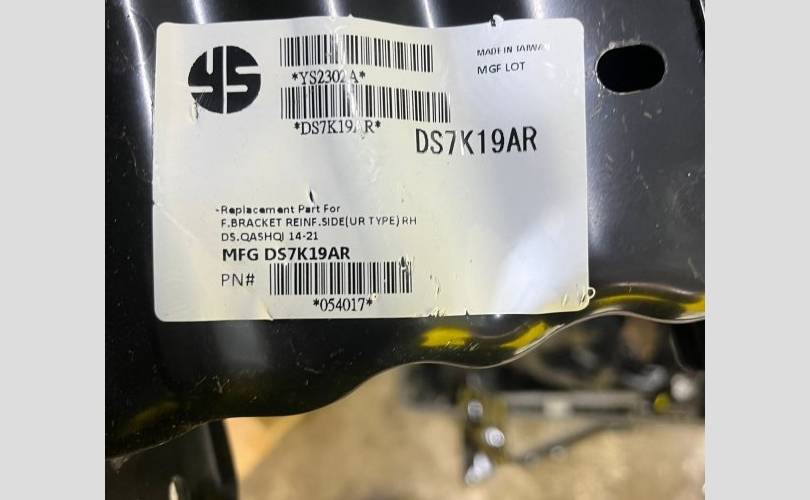 YS
*YS2302A*
MADE IN TAIWAN
MGF LOT
*DS7K19AR*
DS7K19AR
-Replacement Part For
F.BRACKET REINF.SIDE(UR TYPE) RH
DS.QASHQI 14-21
MFG DS7K19AR
PN#
*054017*